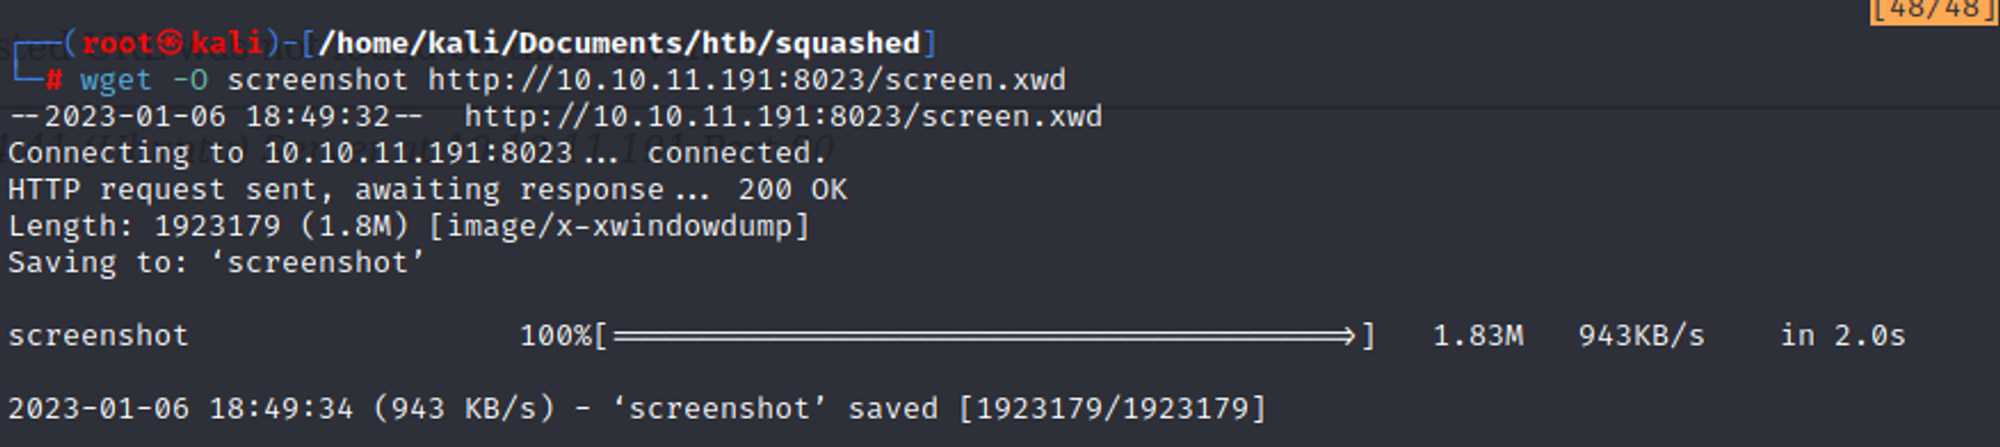 [48/48]
┌──(root㉿kali)-[/home/kali/Documents/htb/squashed]
└─# wget -O screenshot http://10.10.11.191:8023/screen.xwd
--2023-01-06 18:49:32--  http://10.10.11.191:8023/screen.xwd
Connecting to 10.10.11.191:8023... connected.
HTTP request sent, awaiting response... 200 OK
Length: 1923179 (1.8M) [image/x-xwindowdump]
Saving to: ‘screenshot’
screenshot 100%[===================================================>] 1.83M 943KB/s in 2.0s
2023-01-06 18:49:34 (943 KB/s) - ‘screenshot’ saved [1923179/1923179]